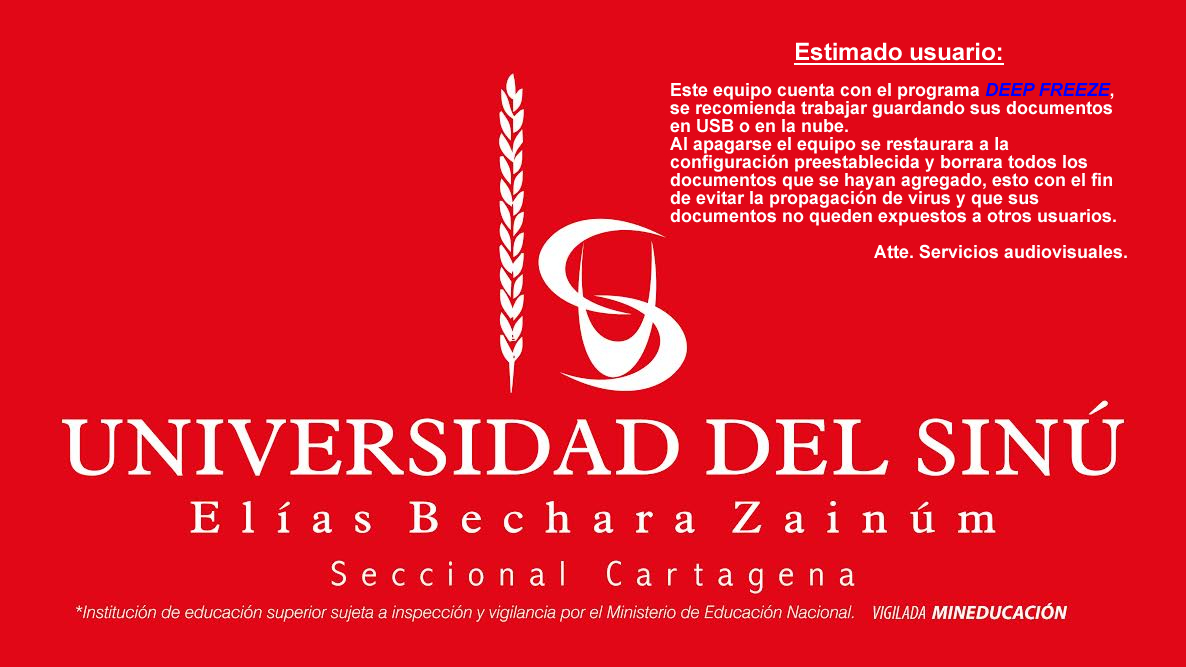 Estimado usuario:
Este equipo cuenta con el programa DEEP FREEZE,
se recomienda trabajar guardando sus documentos
en USB o en la nube.
Al apagarse el equipo se restaurara a la
configuración preestablecida y borrara todos los
documentos que se hayan agregado, esto con el fin
de evitar la propagación de virus y que sus
documentos no queden expuestos a otros usuarios.
Atte. Servicios audiovisuales.
UNIVERSIDAD DEL SINÚ
Elías Bechara Zainúm
Seccional Cartagena
*Institución de educación superior sujeta a inspección y vigilancia por el Ministerio de Educación Nacional. VIGILADA MINEDUCACIÓN